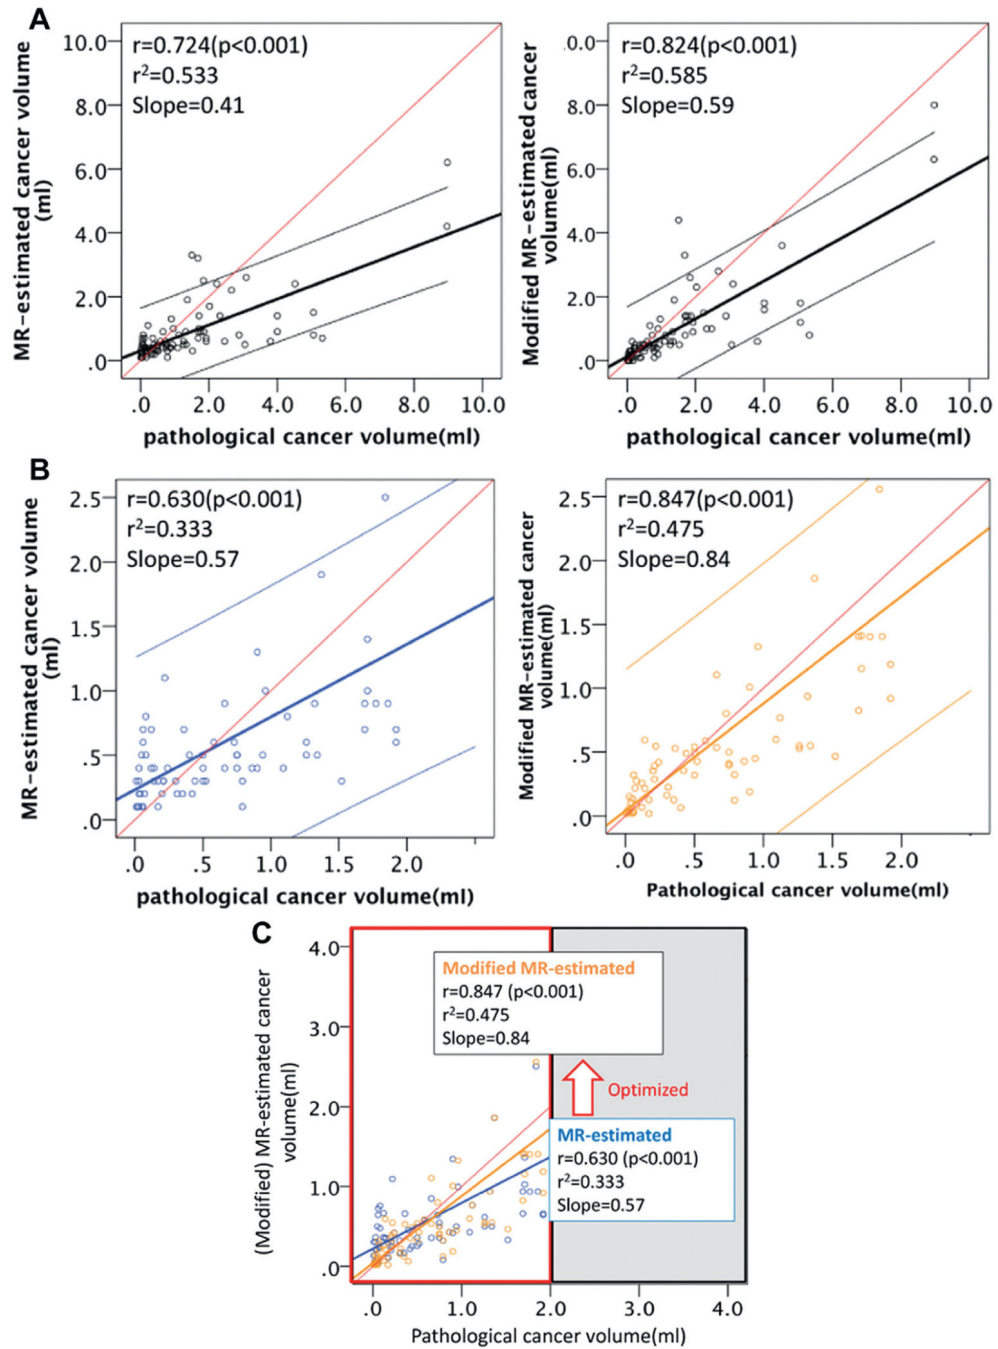 A
MR-estimated cancer volume
(ml)
10.0
8.0
6.0
4.0
2.0
.0
r=0.724(p<0.001)
r2=0.533
Slope=0.41
.0 2.0 4.0 6.0 8.0 10.0
pathological cancer volume(ml)
Modified MR-estimated cancer
volume(ml)
.0.0
8.0
6.0
4.0
2.0
.0
r=0.824(p<0.001)
r2=0.585
Slope=0.59
.0 2.0 4.0 6.0 8.0 10.0
pathological cancer volume(ml)
B
MR-estimated cancer volume
(ml)
2.5
2.0
1.5
1.0
.5
.0
r=0.630(p<0.001)
r2=0.333
Slope=0.57
.0 .5 1.0 1.5 2.0
pathological cancer volume(ml)
Modified MR-estimated cancer
volume(ml)
2.5
2.0
1.5
1.0
.5
.0
r=0.847(p<0.001)
r2=0.475
Slope=0.84
.0 .5 1.0 1.5 2.0
Pathological cancer volume(ml)
C
(Modified) MR-estimated cancer
volume(ml)
4.0
3.0
2.0
1.0
.0
Modified MR-estimated
r=0.847 (p<0.001)
r2=0.475
Slope=0.84
Optimized
MR-estimated
r=0.630 (p<0.001)
r2=0.333
Slope=0.57
.0 1.0 2.0 3.0 4.0
Pathological cancer volume(ml)